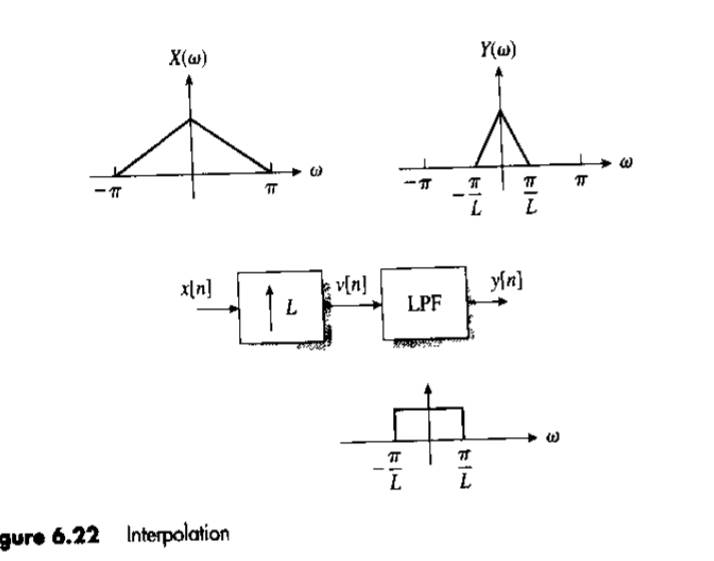 X(ω)
Y(ω)
ω
ω
−π
π
−π
−π/L
π/L
π
x[n]
↑ L
v[n]
LPF
y[n]
ω
−π/L
π/L
gure 6.22 Interpolation